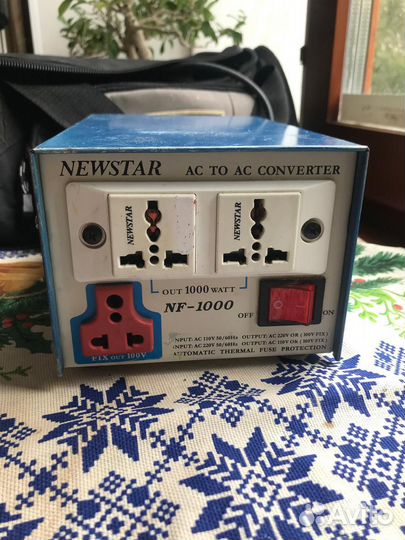 NEWSTAR AC TO AC CONVERTER
NEWSTAR NEWSTAR
OUT 1000 WATT
NF-1000
OFF ON
FIX OUT 100V
INPUT: AC 110V 50/60Hz OUTPUT: AC 220V OR (100V FIX)
INPUT: AC 220V 50/60Hz OUTPUT: AC 110V OR (100V FIX)
AUTOMATIC THERMAL FUSE PROTECTION
Avito